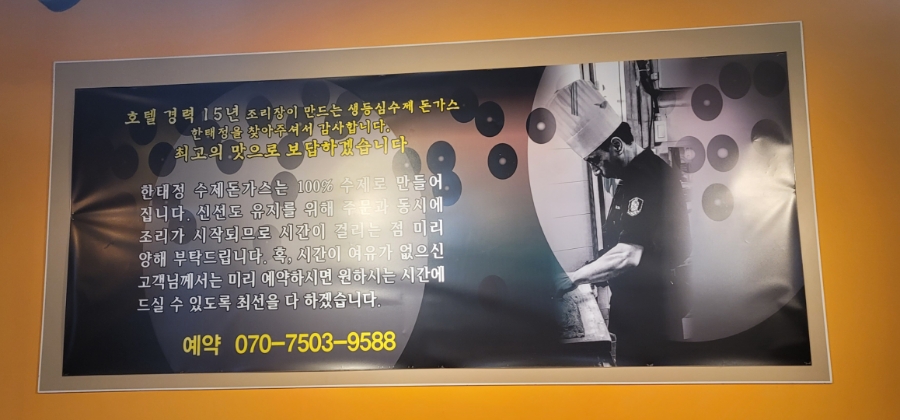 호텔 경력 15년 조리장이 만드는 생등심수제 돈가스
한태정을 찾아주셔서 감사합니다.
최고의 맛으로 보답하겠습니다
한태정 수제돈가스는 100% 수제로 만들어
집니다. 신선도 유지를 위해 주문과 동시에
조리가 시작되므로 시간이 걸리는 점 미리
양해 부탁드립니다. 혹, 시간이 여유가 없으신
고객님께서는 미리 예약하시면 원하시는 시간에
드실 수 있도록 최선을 다 하겠습니다.
예약 070-7503-9588